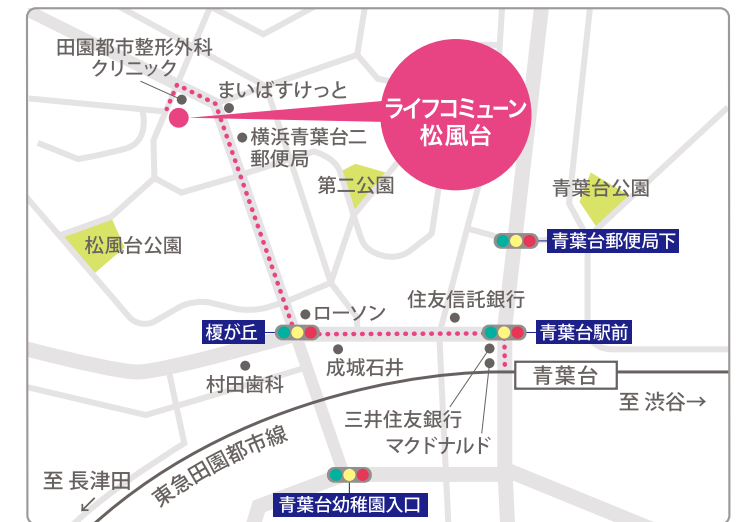 田園都市整形外科
クリニック
まいばすけっと
ライフコミューン
松風台
横浜青葉台二
郵便局
第二公園
青葉台公園
松風台公園
青葉台郵便局下
住友信託銀行
ローソン
榎が丘
青葉台駅前
成城石井
村田歯科
青葉台
至 渋谷→
三井住友銀行
マクドナルド
東急田園都市線
至 長津田
↙
青葉台幼稚園入口